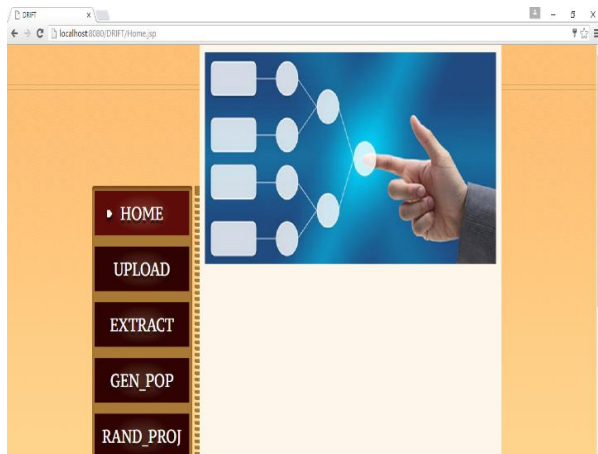 DRIFT
localhost:8080/DRIFT/Home.jsp
HOME
UPLOAD
EXTRACT
GEN_POP
RAND_PROJ